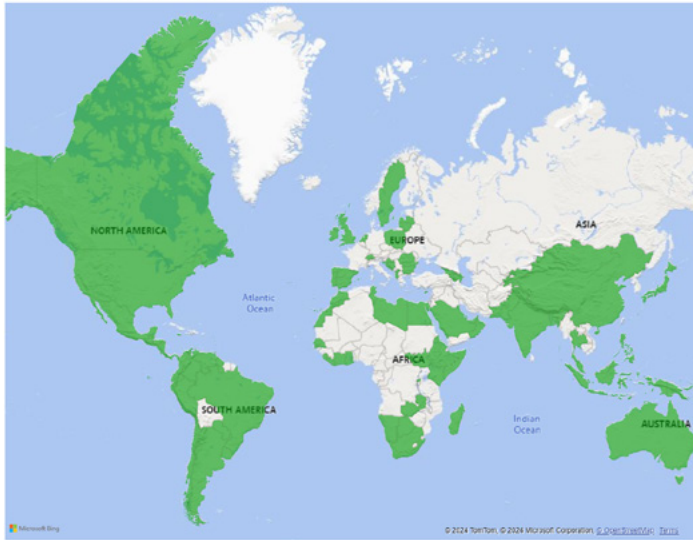 NORTH AMERICA
EUROPE
ASIA
Atlantic
Ocean
AFRICA
SOUTH AMERICA
Indian
Ocean
AUSTRALIA
Microsoft Bing
© 2024 TomTom, © 2024 Microsoft Corporation, © OpenStreetMap Terms